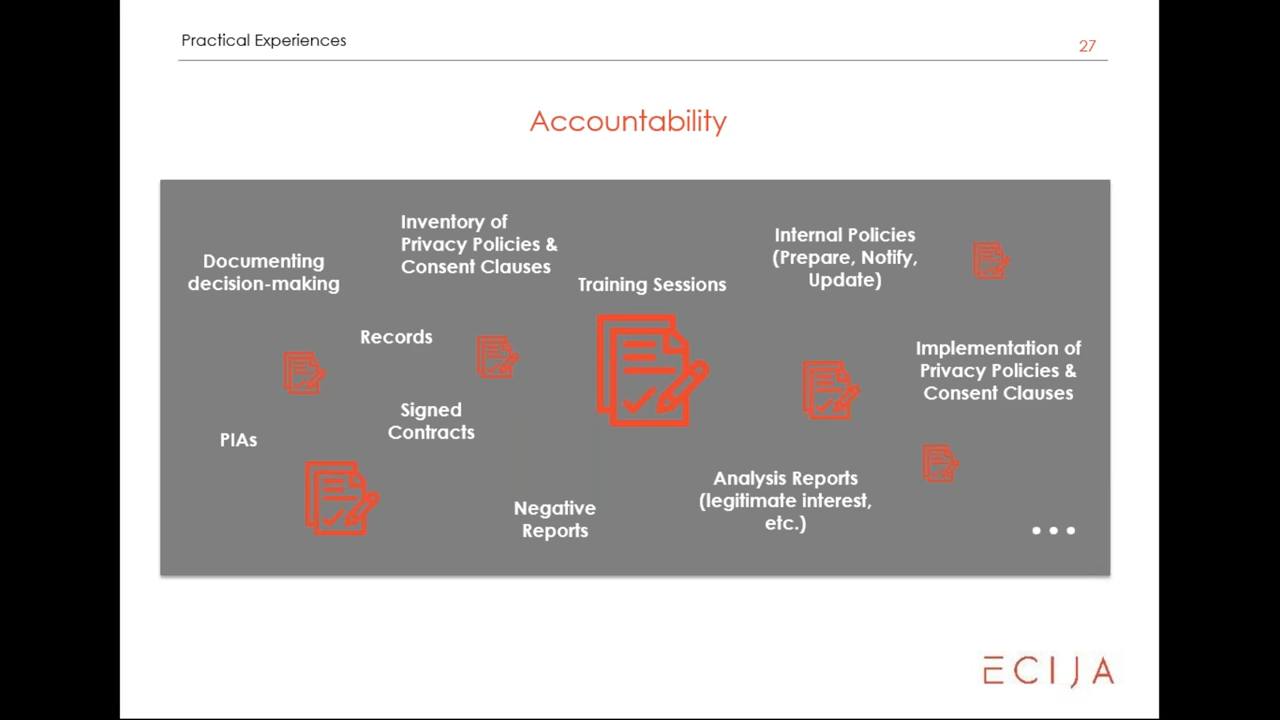 Practical Experiences
27
Accountability
Documenting
decision-making
Inventory of
Privacy Policies &
Consent Clauses
Training Sessions
Internal Policies
(Prepare, Notify,
Update)
Records
Implementation of
Privacy Policies &
Consent Clauses
Signed
Contracts
PIAs
Negative
Reports
Analysis Reports
(legitimate interest,
etc.)
...
ECIJA